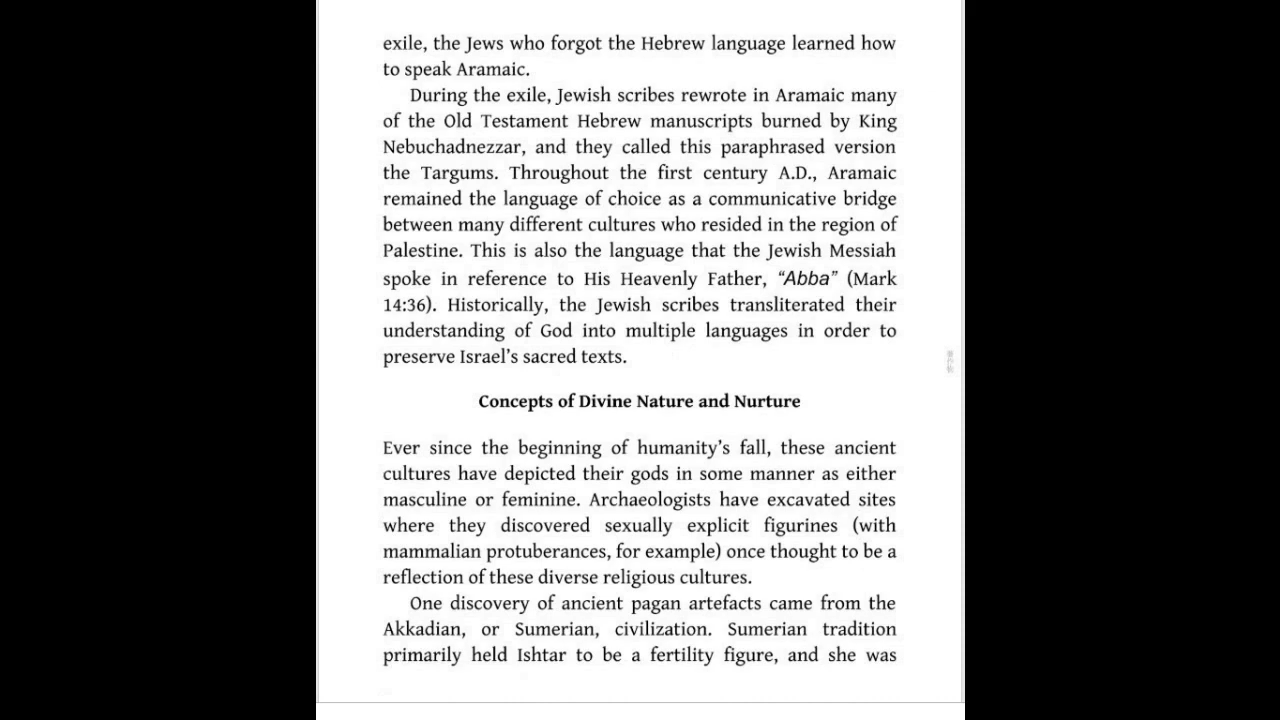 exile, the Jews who forgot the Hebrew language learned how
to speak Aramaic.
During the exile, Jewish scribes rewrote in Aramaic many
of the Old Testament Hebrew manuscripts burned by King
Nebuchadnezzar, and they called this paraphrased version
the Targums. Throughout the first century A.D., Aramaic
remained the language of choice as a communicative bridge
between many different cultures who resided in the region of
Palestine. This is also the language that the Jewish Messiah
spoke in reference to His Heavenly Father, “Abba” (Mark
14:36). Historically, the Jewish scribes transliterated their
understanding of God into multiple languages in order to
preserve Israel’s sacred texts.
Concepts of Divine Nature and Nurture
Ever since the beginning of humanity’s fall, these ancient
cultures have depicted their gods in some manner as either
masculine or feminine. Archaeologists have excavated sites
where they discovered sexually explicit figurines (with
mammalian protuberances, for example) once thought to be a
reflection of these diverse religious cultures.
One discovery of ancient pagan artefacts came from the
Akkadian, or Sumerian, civilization. Sumerian tradition
primarily held Ishtar to be a fertility figure, and she was